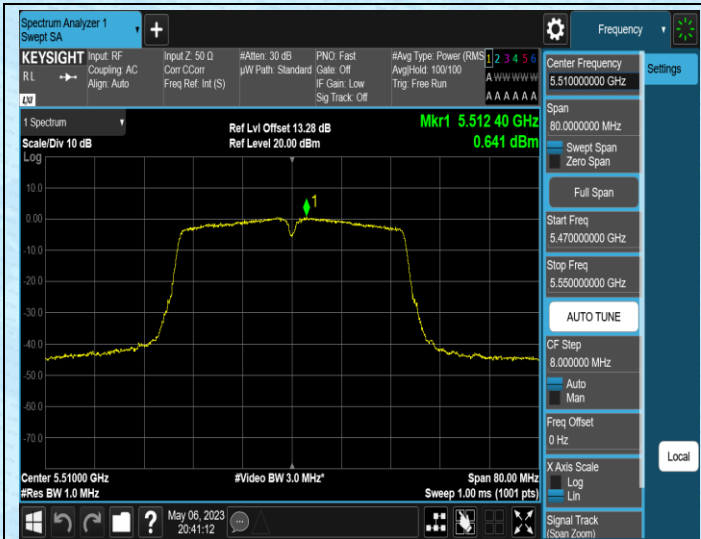 Spectrum Analyzer 1
Swept SA
+
Frequency
KEYSIGHT
RL
LXI
Input: RF
Coupling: AC
Align: Auto
Input Z: 50 Ω
Corr CCorr
Freq Ref: Int (S)
#Atten: 30 dB
µW Path: Standard
PNO: Fast
Gate: Off
IF Gain: Low
Sig Track: Off
#Avg Type: Power (RMS
Avg|Hold: 100/100
Trig: Free Run
1 2 3 4 5 6
A W W W W W
A A A A A A
1 Spectrum
Scale/Div 10 dB
Log
Ref Lvl Offset 13.28 dB
Ref Level 20.00 dBm
Mkr1 5.512 40 GHz
0.641 dBm
10.0
0.00
-10.0
-20.0
-30.0
-40.0
-50.0
-60.0
-70.0
1
Center 5.51000 GHz
#Res BW 1.0 MHz
#Video BW 3.0 MHz*
Span 80.00 MHz
Sweep 1.00 ms (1001 pts)
?
May 06, 2023
20:41:12
Center Frequency
5.510000000 GHz
Settings
Span
80.0000000 MHz
Swept Span
Zero Span
Full Span
Start Freq
5.470000000 GHz
Stop Freq
5.550000000 GHz
AUTO TUNE
CF Step
8.000000 MHz
Auto
Man
Freq Offset
0 Hz
X Axis Scale
Log
Lin
Local
Signal Track
(Span Zoom)